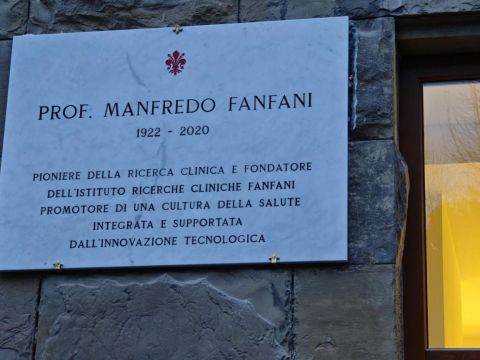 PROF. MANFREDO FANFANI
1922 - 2020
PIONIERE DELLA RICERCA CLINICA E FONDATORE
DELL'ISTITUTO RICERCHE CLINICHE FANFANI
PROMOTORE DI UNA CULTURA DELLA SALUTE
INTEGRATA E SUPPORTATA
DALL'INNOVAZIONE TECNOLOGICA